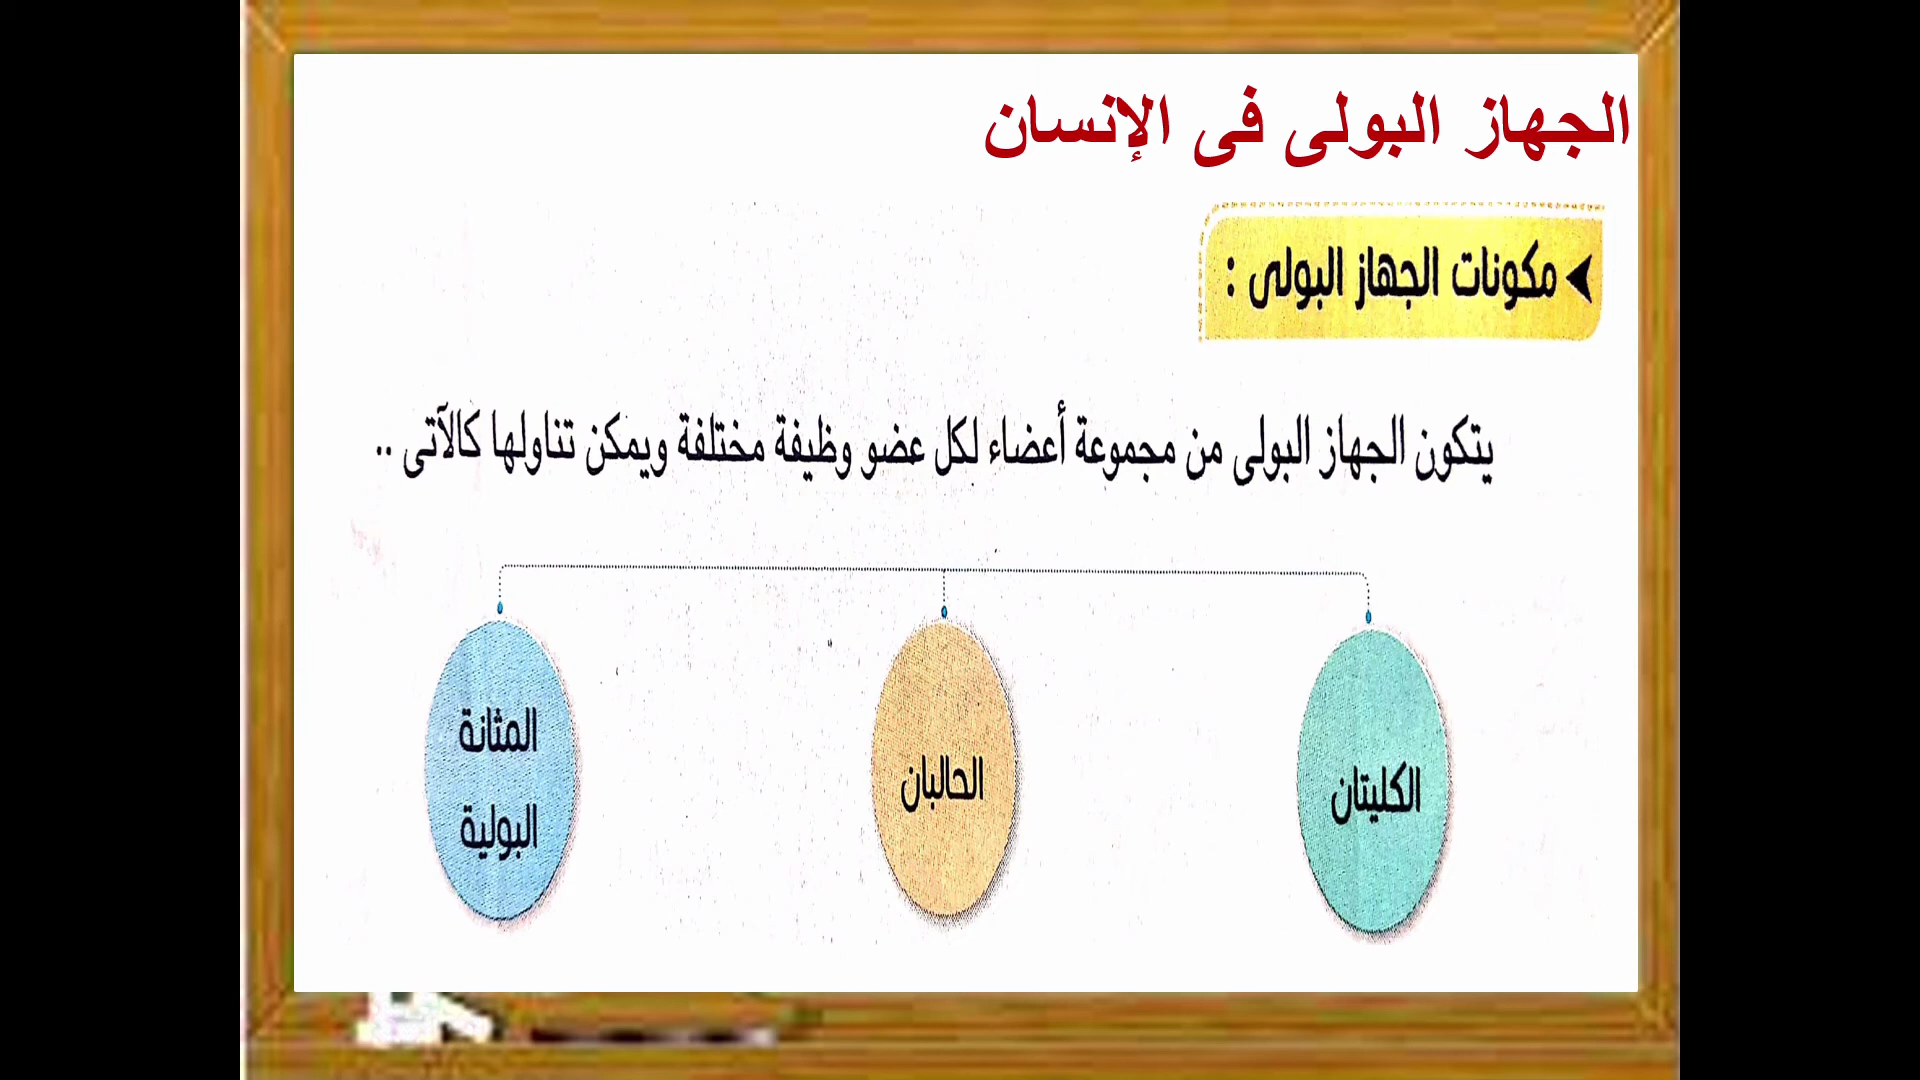 الجهاز البولى فى الإنسان
مكونات الجهاز البولى :
يتكون الجهاز البولى من مجموعة أعضاء لكل عضو وظيفة مختلفة ويمكن تناولها كالآتى ..
الكليتان
الحالبان
المثانة
البولية